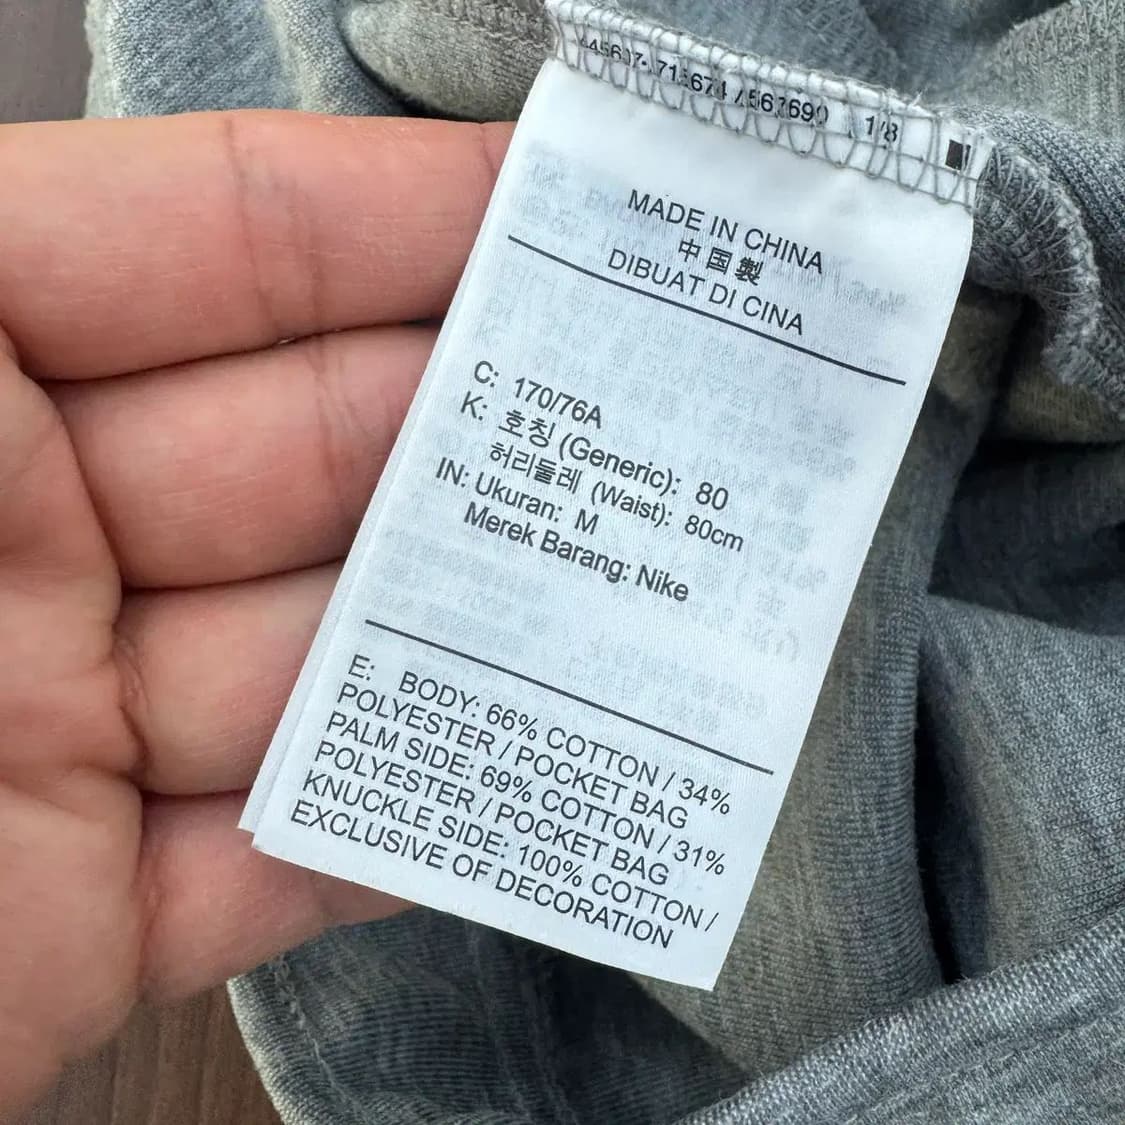 1/8
MADE IN CHINA
中国製
DIBUAT DI CINA
C: 170/76A
K: 호칭 (Generic): 80
허리둘레 (Waist): 80cm
IN: Ukuran: M
Merek Barang: Nike
E: BODY: 66% COTTON / 34%
POLYESTER / POCKET BAG
PALM SIDE: 69% COTTON / 31%
POLYESTER / POCKET BAG
KNUCKLE SIDE: 100% COTTON /
EXCLUSIVE OF DECORATION